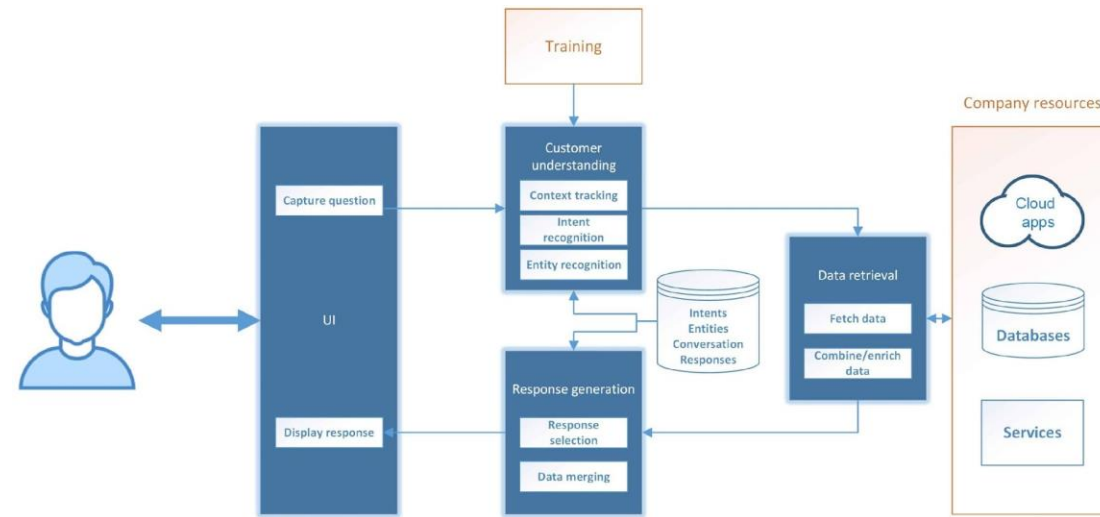 Training
Company resources
Customer
understanding
Capture question
Context tracking
Intent
recognition
Entity recognition
Cloud
apps
Data retrieval
Intents
Entities
Conversation
Responses
Fetch data
Combine/enrich
data
Databases
UI
Response generation
Display response
Response
selection
Data merging
Services